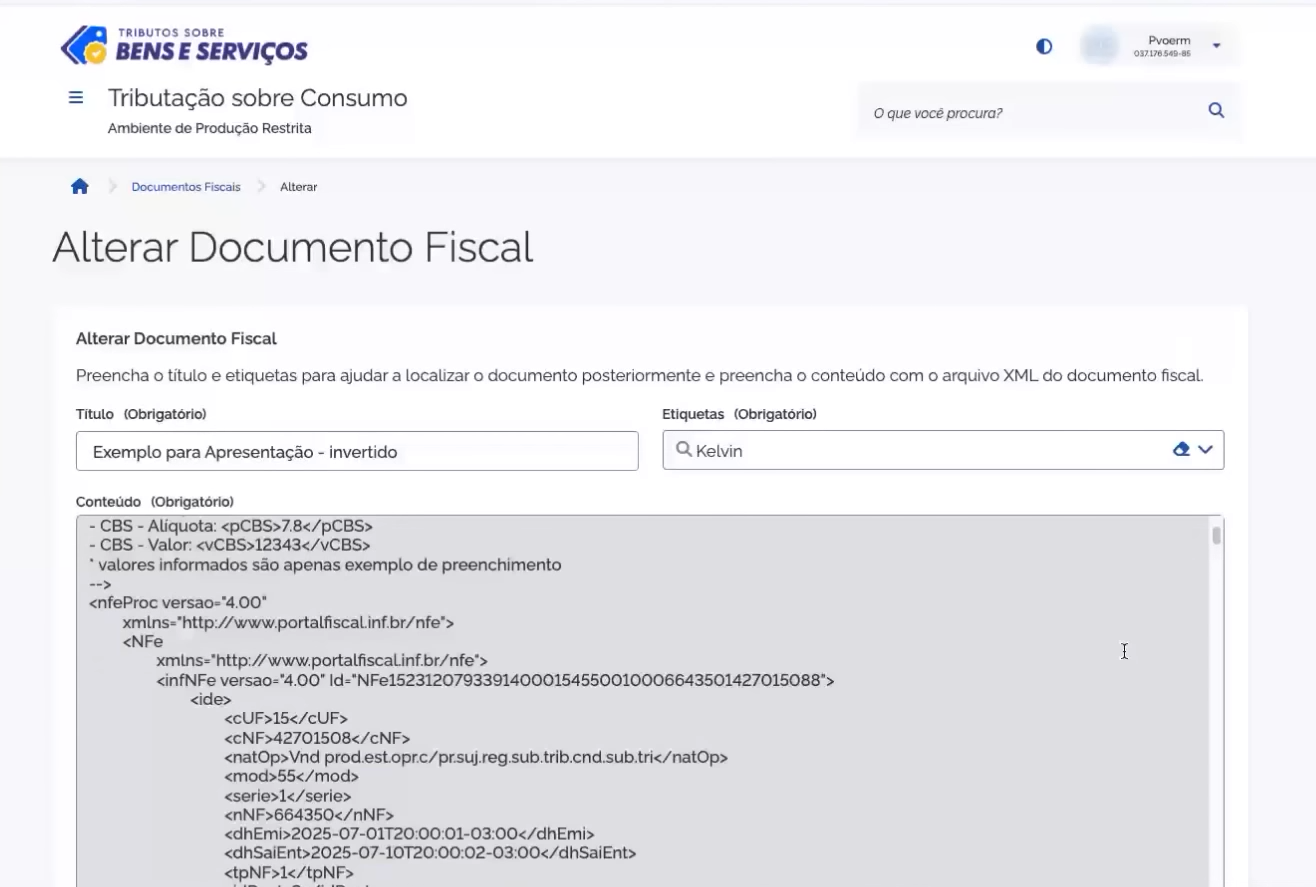 TRIBUTOS SOBRE
BENS E SERVIÇOS
Pvoerm
037.176.549-85
Tributação sobre Consumo
Ambiente de Produção Restrita
O que você procura?
Documentos Fiscais
Alterar
Alterar Documento Fiscal
Alterar Documento Fiscal
Preencha o título e etiquetas para ajudar a localizar o documento posteriormente e preencha o conteúdo com o arquivo XML do documento fiscal.
Título (Obrigatório)
Etiquetas (Obrigatório)
Exemplo para Apresentação - invertido
Kelvin
Conteúdo (Obrigatório)
- CBS - Alíquota: <pCBS>7.8</pCBS>
- CBS - Valor: <vCBS>12343</vCBS>
* valores informados são apenas exemplo de preenchimento
-->
<nfeProc versao="4.00"
xmlns="http://www.portalfiscal.inf.br/nfe">
<NFe
xmlns="http://www.portalfiscal.inf.br/nfe">
<infNFe versao="4.00" Id="NFe15231207933914000154550010006643501427015088">
<ide>
<cUF>15</cUF>
<cNF>42701508</cNF>
<natOp>Vnd prod.est.opr.c/pr.suj.reg.sub.trib.cnd.sub.tri</natOp>
<mod>55</mod>
<serie>1</serie>
<nNF>664350</nNF>
<dhEmi>2025-07-01T20:00:01-03:00</dhEmi>
<dhSaiEnt>2025-07-10T20:00:02-03:00</dhSaiEnt>
<tpNF>1</tpNF>